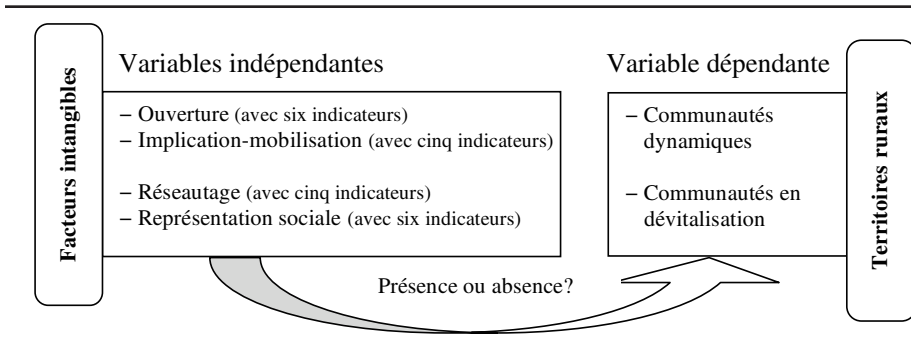 Facteurs intangibles
Variables indépendantes
– Ouverture (avec six indicateurs)
– Implication-mobilisation (avec cinq indicateurs)
– Réseautage (avec cinq indicateurs)
– Représentation sociale (avec six indicateurs)
Présence ou absence?
Variable dépendante
– Communautés
dynamiques
– Communautés en
dévitalisation
Territoires ruraux